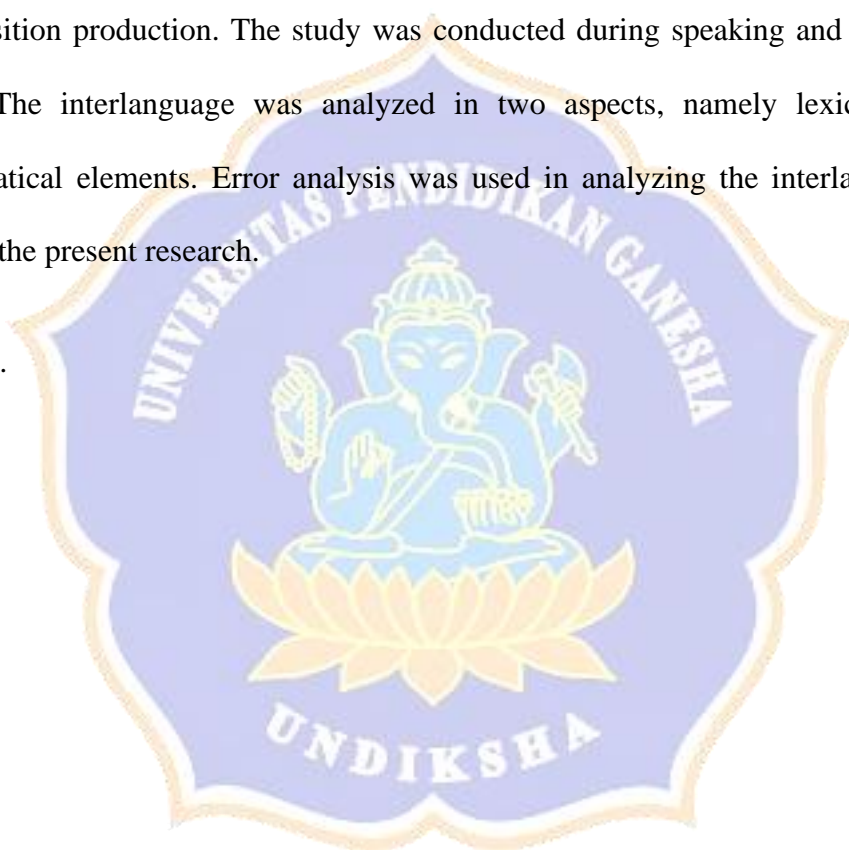 sition production. The study was conducted during speaking and
The interlanguage was analyzed in two aspects, namely lexic
atical elements. Error analysis was used in analyzing the interla
the present research.
.
UNIVERSITAS PENDIDIKAN GANESHA
UNDIKSHA